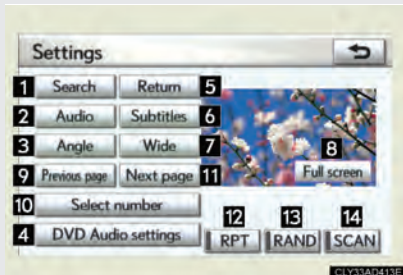 Settings
1 Search Return 5
2 Audio Subtitles 6
3 Angle Wide 7
8
9 Previous page Next page 11 Full screen
10 Select number
12 13 14
4 DVD Audio settings RPT RAND SCAN
CLY33AD413E